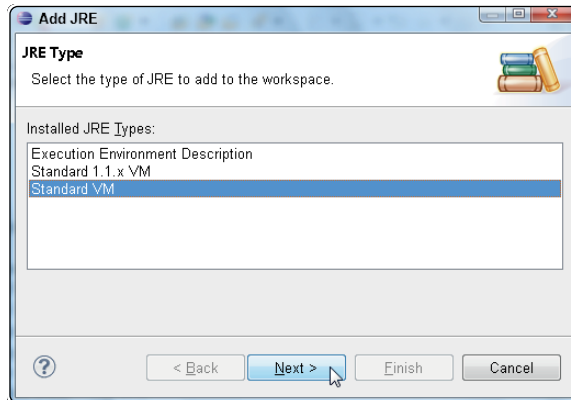 Add JRE
JRE Type
Select the type of JRE to add to the workspace.
Installed JRE Types:
Execution Environment Description
Standard 1.1.x VM
Standard VM
? < Back Next > Finish Cancel